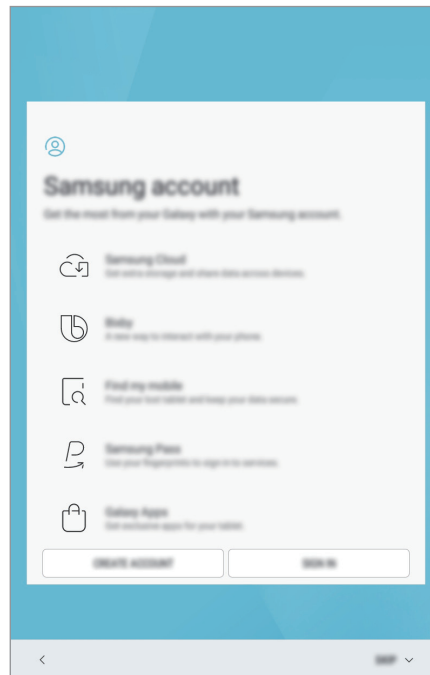 Samsung account
Get the most from your Galaxy with your Samsung account.
Samsung Cloud
Get extra storage and share data across devices.
Bixby
A new way to interact with your phone.
Find my mobile
Find your lost tablet and keep your data secure.
Samsung Pass
Use your fingerprints to sign in to services.
Galaxy Apps
Get exclusive apps for your tablet.
CREATE ACCOUNT
SIGN IN
SKIP